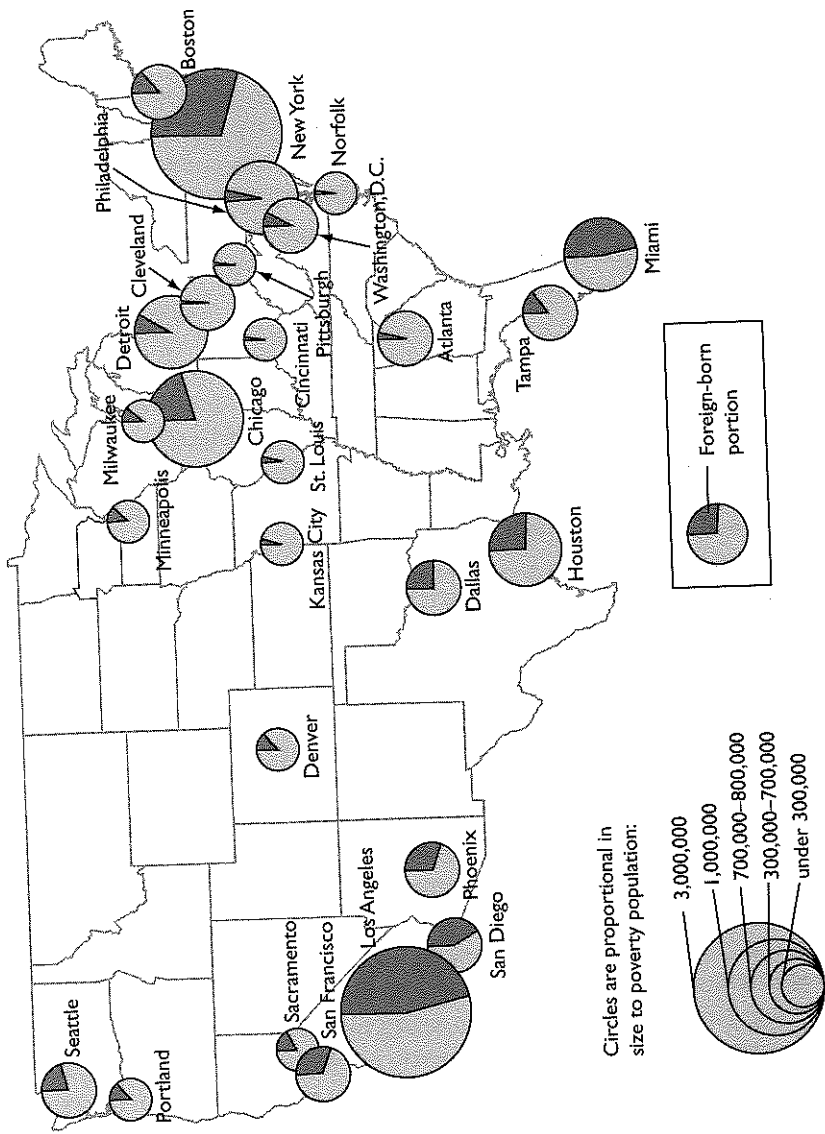 Seattle
Portland
Sacramento
San Francisco
Los Angeles
San Diego
Phoenix
Denver
Minneapolis
Milwaukee
Chicago
Detroit
Cleveland
Pittsburgh
Cincinnati
St. Louis
Kansas City
Dallas
Houston
Philadelphia
Boston
New York
Norfolk
Washington, D.C.
Atlanta
Tampa
Miami
Circles are proportional in
size to poverty population:
3,000,000
1,000,000
700,000–800,000
300,000–700,000
under 300,000
Foreign-born
portion